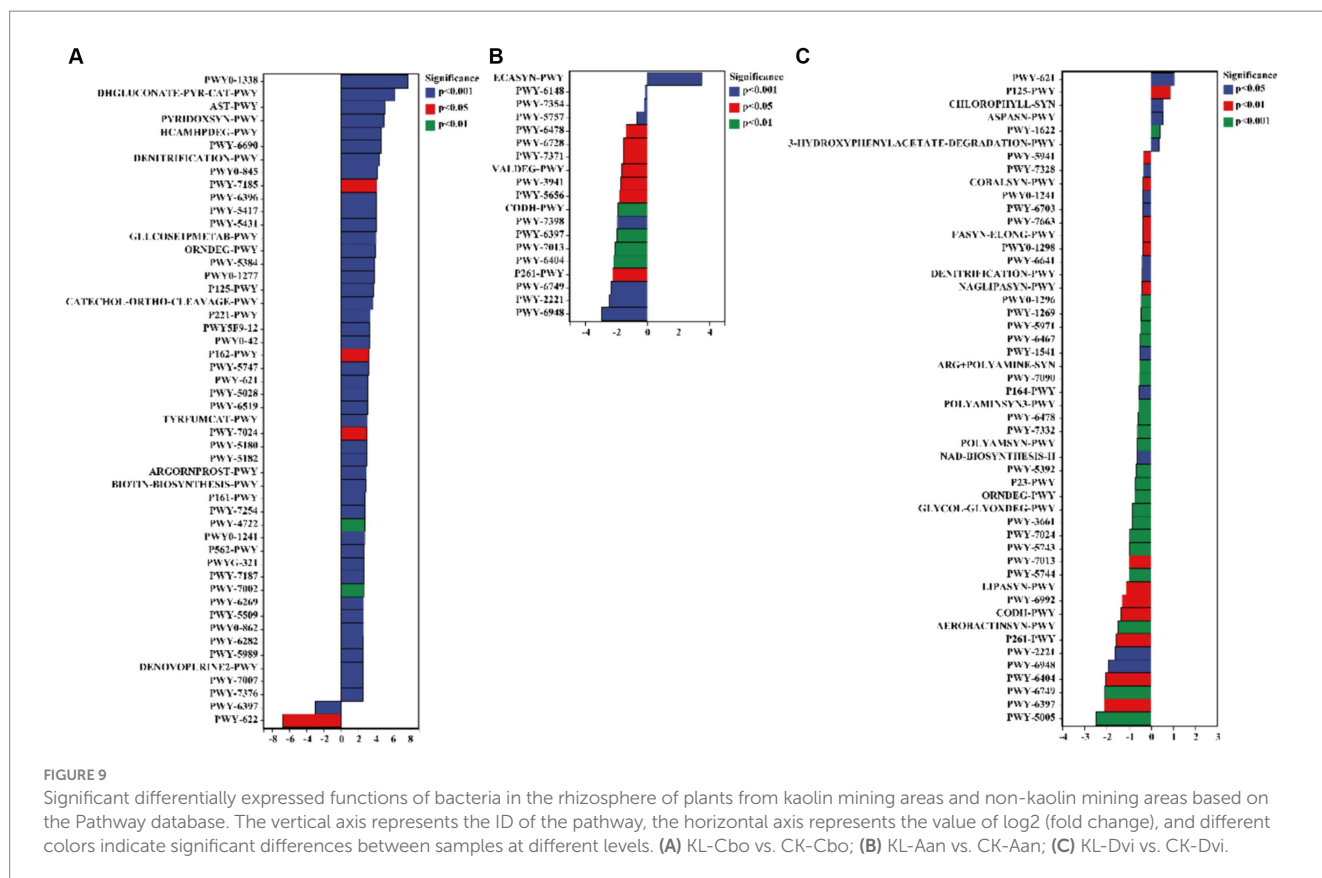 A
PWY0-1338
DHGLUCONATE-PYR-CAT-PWY
AST-PWY
PYRIDOXSYN-PWY
HCAMHPDEG-PWY
PWY-6690
DENITRIFICATION-PWY
PWY0-845
PWY-7185
PWY-6396
PWY-5417
PWY-5431
GLUCOSE1PMETAB-PWY
ORNDEG-PWY
PWY-5384
PWY0-1277
P125-PWY
CATECHOL-ORTHO-CLEAVAGE-PWY
P221-PWY
PWY5F9-12
PWY0-42
P162-PWY
PWY-5747
PWY-621
PWY-5028
PWY-6519
TYRFUMCAT-PWY
PWY-7024
PWY-5180
PWY-5182
ARGORNPROST-PWY
BIOTIN-BIOSYNTHESIS-PWY
P161-PWY
PWY-7254
PWY-4722
PWY0-1241
P562-PWY
PWYG-321
PWY-7187
PWY-7002
PWY-6269
PWY-5509
PWY0-862
PWY-6282
PWY-5989
DENOVOPURINE2-PWY
PWY-7007
PWY-7376
PWY-6397
PWY-622
-8 -6 -4 -2 0 2 4 6 8
Significance
p<0.001
p<0.05
p<0.01
B
ECASYN-PWY
PWY-6148
PWY-7354
PWY-5757
PWY-6478
PWY-6728
PWY-7371
VALDEG-PWY
PWY-3941
PWY-5656
CODH-PWY
PWY-7398
PWY-6397
PWY-7013
PWY-6404
P261-PWY
PWY-6749
PWY-2221
PWY-6948
-4 -2 0 2 4
Significance
p<0.001
p<0.05
p<0.01
C
PWY-621
P125-PWY
CHLOROPHYLL-SYN
ASPASN-PWY
PWY-1622
3-HYDROXYPHENYLACETATE-DEGRADATION-PWY
PWY-5941
PWY-7328
COBALSYN-PWY
PWY0-1241
PWY-6703
PWY-7663
FASYN-ELONG-PWY
PWY0-1298
PWY-6641
DENITRIFICATION-PWY
NAGLIPASYN-PWY
PWY0-1296
PWY-1269
PWY-5971
PWY-6467
PWY-1541
ARG+POLYAMINE-SYN
PWY-7090
P164-PWY
POLYAMINSYN3-PWY
PWY-6478
PWY-7332
POLYAMSYN-PWY
NAD-BIOSYNTHESIS-II
PWY-5392
P23-PWY
ORNDEG-PWY
GLYCOL-GLYOXDEG-PWY
PWY-3661
PWY-7024
PWY-5743
PWY-7013
PWY-5744
LIPASYN-PWY
PWY-6992
CODH-PWY
AEROBACTINSYN-PWY
P261-PWY
PWY-2221
PWY-6948
PWY-6404
PWY-6749
PWY-6397
PWY-5005
-4 -3 -2 -1 0 1 2 3
Significance
p<0.05
p<0.01
p<0.001
FIGURE 9
Significant differentially expressed functions of bacteria in the rhizosphere of plants from kaolin mining areas and non-kaolin mining areas based on
the Pathway database. The vertical axis represents the ID of the pathway, the horizontal axis represents the value of log2 (fold change), and different
colors indicate significant differences between samples at different levels. (A) KL-Cbo vs. CK-Cbo; (B) KL-Aan vs. CK-Aan; (C) KL-Dvi vs. CK-Dvi.